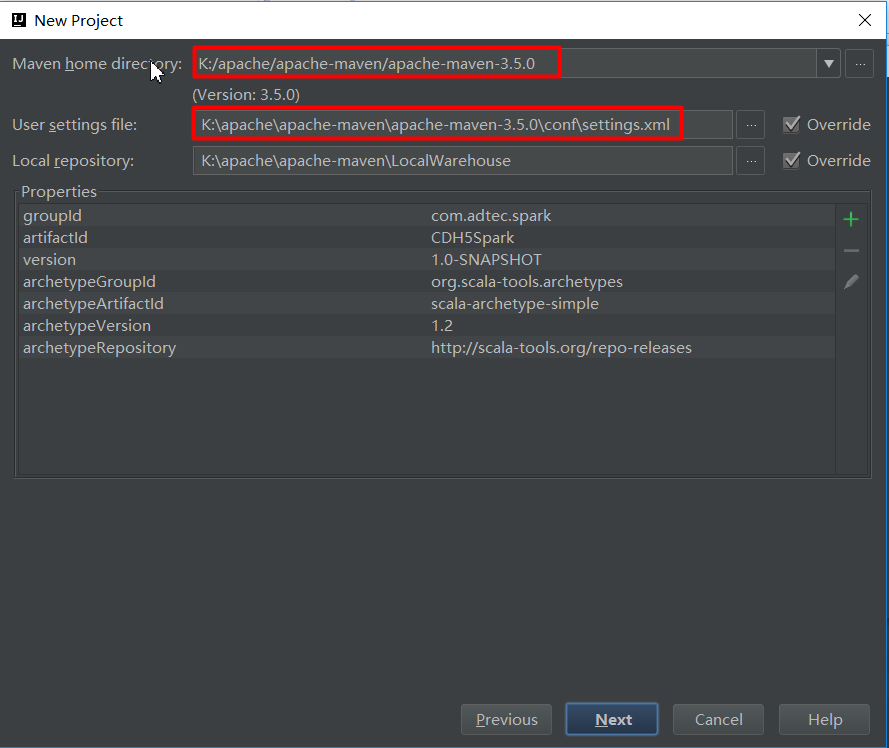 New Project
Maven home directory: K:/apache/apache-maven/apache-maven-3.5.0
(Version: 3.5.0)
User settings file: K:\apache\apache-maven\apache-maven-3.5.0\conf\settings.xml ... Override
Local repository: K:\apache\apache-maven\LocalWarehouse ... Override
Properties
groupId com.adtec.spark
artifactId CDH5Spark
version 1.0-SNAPSHOT
archetypeGroupId org.scala-tools.archetypes
archetypeArtifactId scala-archetype-simple
archetypeVersion 1.2
archetypeRepository http://scala-tools.org/repo-releases
Previous Next Cancel Help